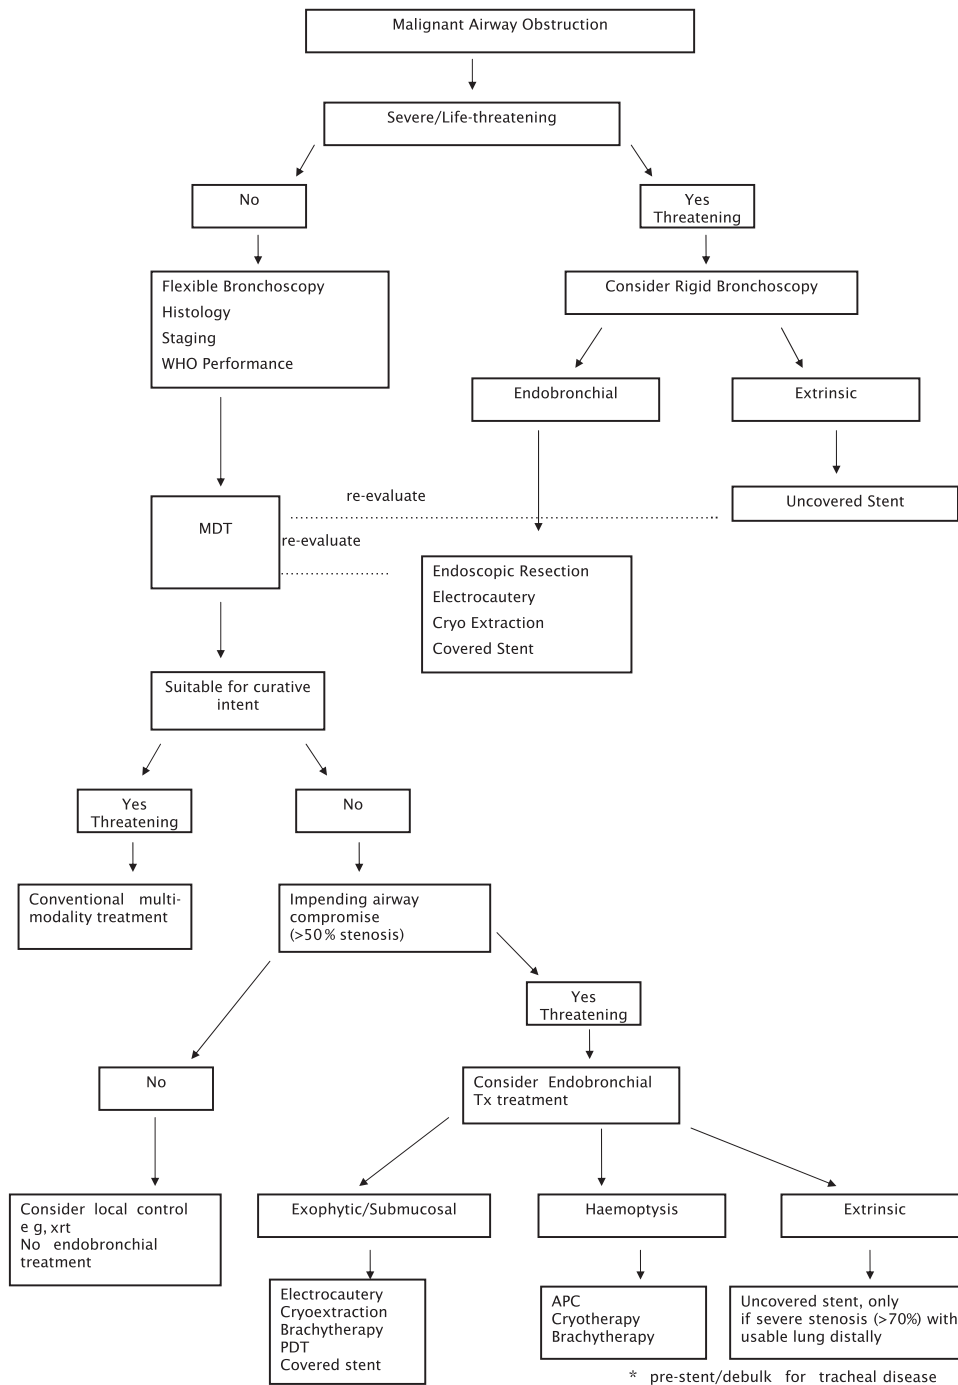 Malignant Airway Obstruction
Severe/Life-threatening
No
Yes
Threatening
Flexible Bronchoscopy
Histology
Staging
WHO Performance
Consider Rigid Bronchoscopy
Endobronchial
Extrinsic
Uncovered Stent
re-evaluate
MDT
re-evaluate
Endoscopic Resection
Electrocautery
Cryo Extraction
Covered Stent
Suitable for curative
intent
Yes
Threatening
No
Conventional multi-
modality treatment
Impending airway
compromise
(>50% stenosis)
Yes
Threatening
No
Consider Endobronchial
Tx treatment
Consider local control
e g, xrt
No endobronchial
treatment
Exophytic/Submucosal
Haemoptysis
Extrinsic
Electrocautery
Cryoextraction
Brachytherapy
PDT
Covered stent
APC
Cryotherapy
Brachytherapy
Uncovered stent, only
if severe stenosis (>70%) with
usable lung distally
* pre-stent/debulk for tracheal disease